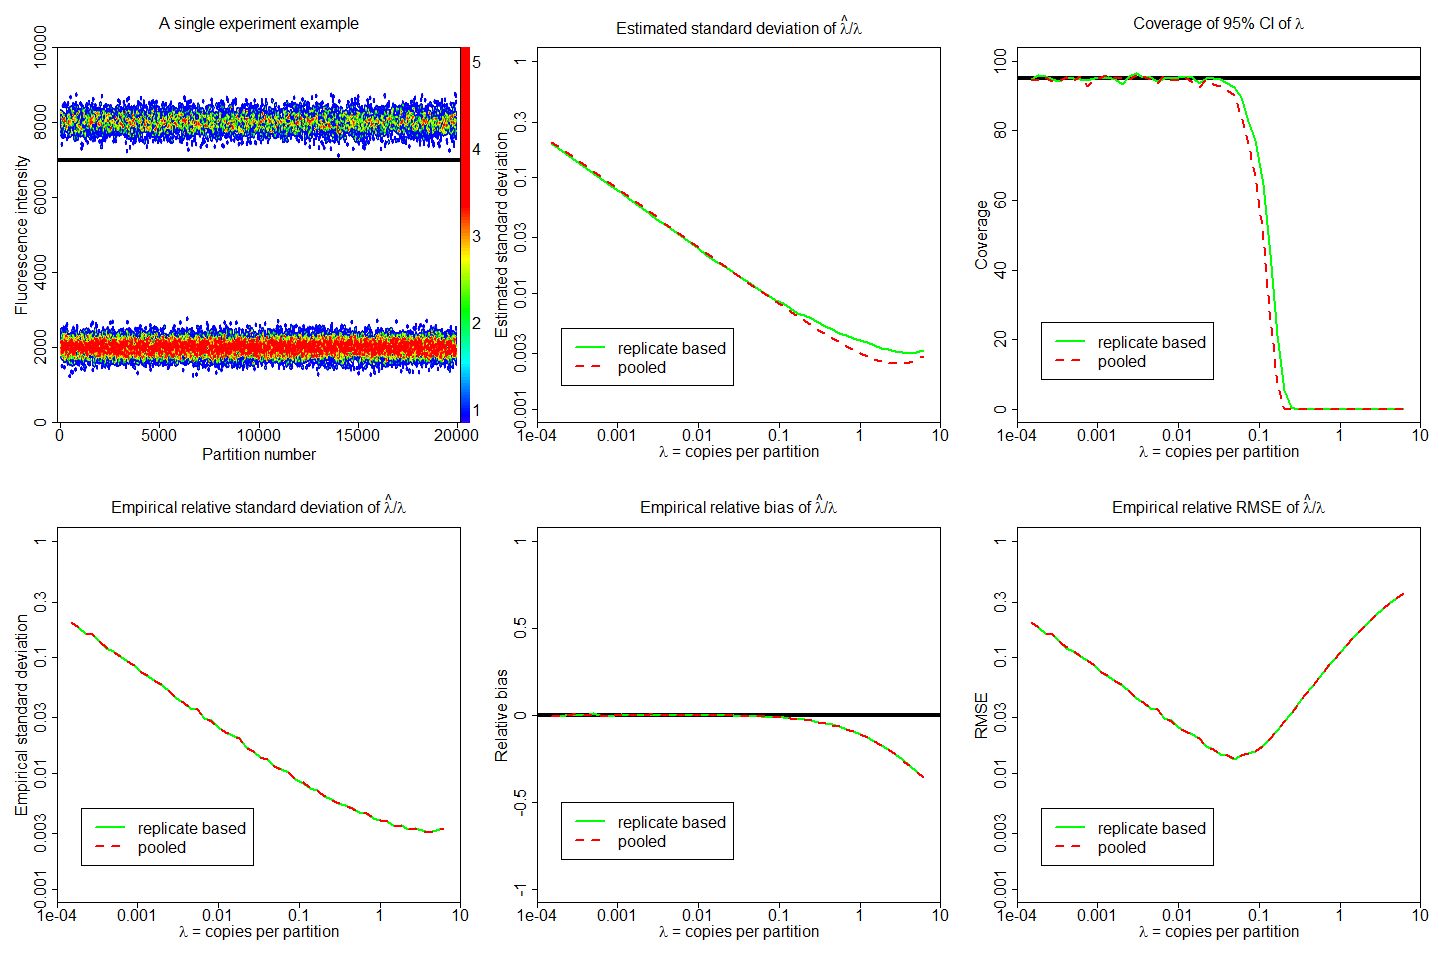 A single experiment example
Fluorescence intensity
0
2000
4000
6000
8000
10000
5
4
3
2
1
0
5000
10000
15000
20000
Partition number
Estimated standard deviation of λ̂/λ
Estimated standard deviation
1
0.3
0.1
0.03
0.01
0.003
0.001
replicate based
pooled
1e-04
0.001
0.01
0.1
1
10
λ = copies per partition
Coverage of 95% CI of λ
Coverage
100
80
60
40
20
0
replicate based
pooled
1e-04
0.001
0.01
0.1
1
10
λ = copies per partition
Empirical relative standard deviation of λ̂/λ
Empirical standard deviation
1
0.3
0.1
0.03
0.01
0.003
0.001
replicate based
pooled
1e-04
0.001
0.01
0.1
1
10
λ = copies per partition
Empirical relative bias of λ̂/λ
Relative bias
1
0.5
0
-0.5
-1
replicate based
pooled
1e-04
0.001
0.01
0.1
1
10
λ = copies per partition
Empirical relative RMSE of λ̂/λ
RMSE
1
0.3
0.1
0.03
0.01
0.003
0.001
replicate based
pooled
1e-04
0.001
0.01
0.1
1
10
λ = copies per partition